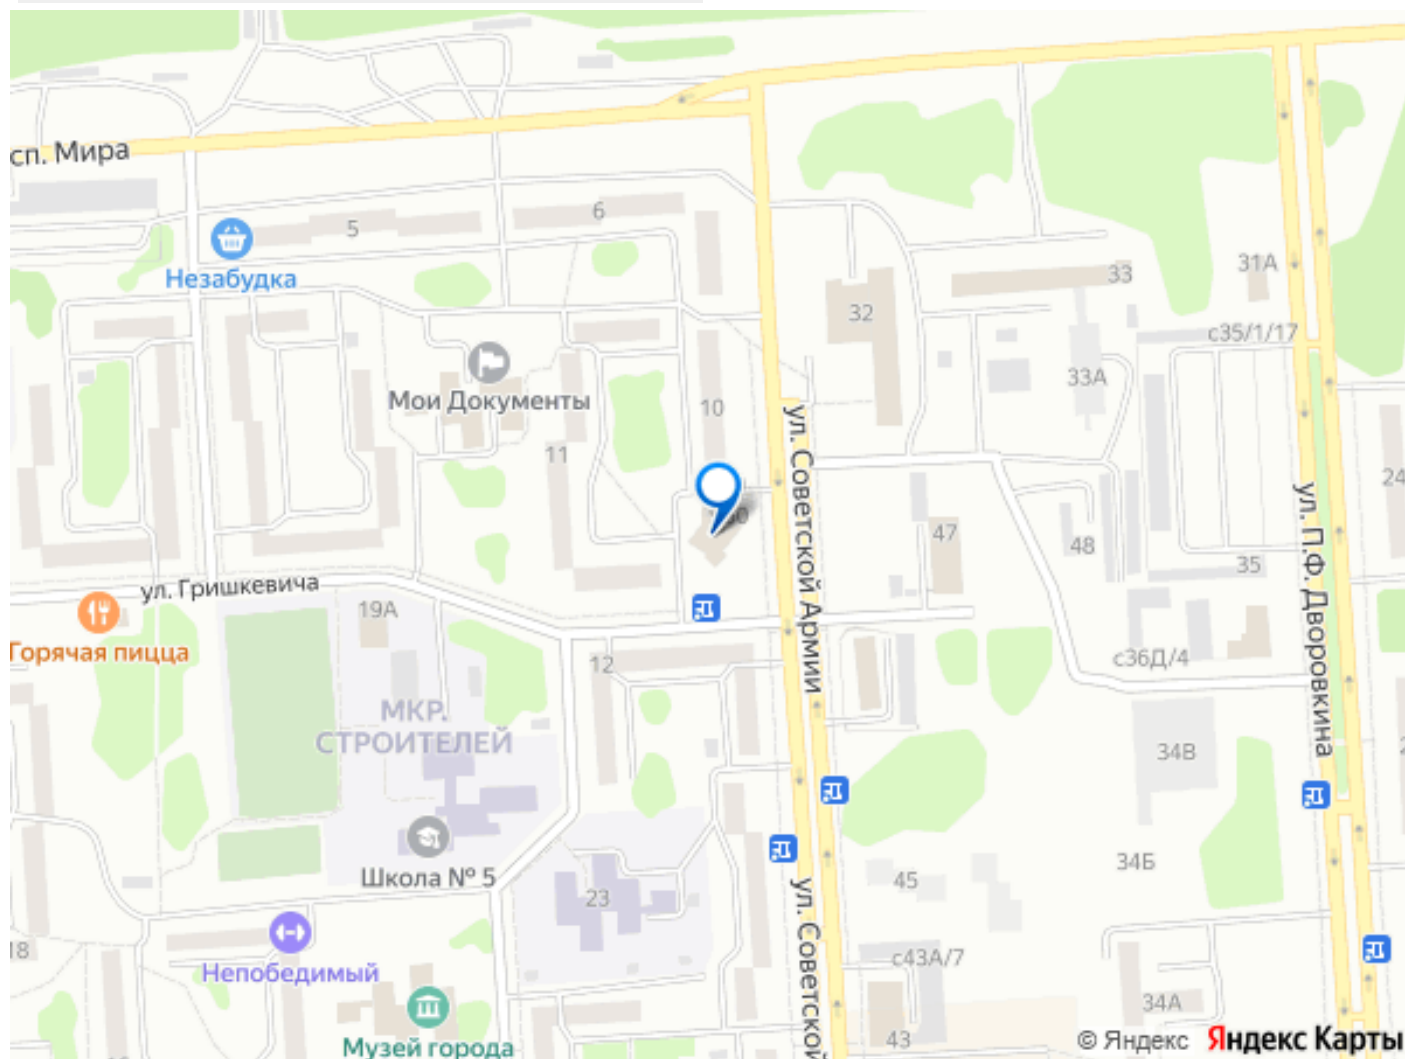 сп. Мира
5
6
Незабудка
31А
33
32
с35/1/17
33А
Мои Документы
10
24
ул. Советской Армии
11
ул. П.Ф. Дворовкина
47
48
35
ул. Гришкевича
19А
Горячая пицца
12
с36Д/4
МКР.
СТРОИТЕЛЕЙ
34В
34Б
Школа № 5
45
23
ул. Советской
18
с43А/7
Непобедимый
34А
43
Музей города
© Яндекс Яндекс Карты